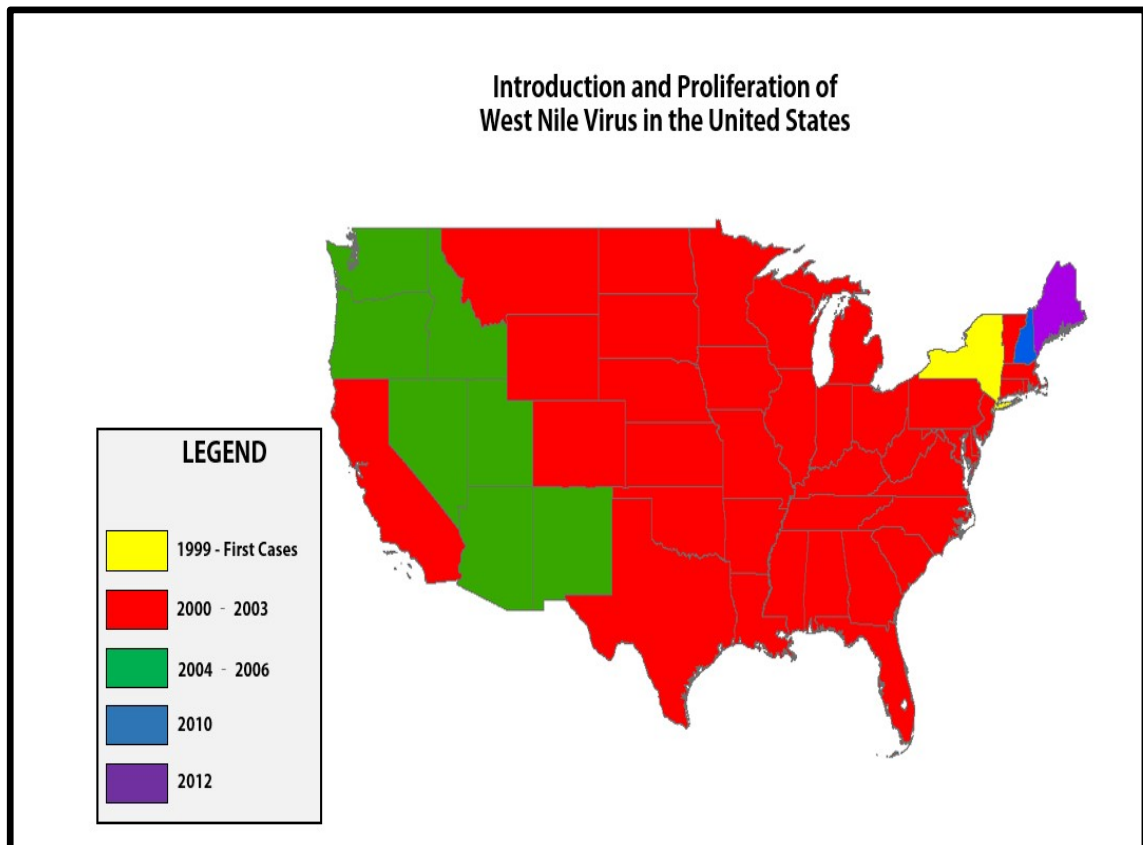 Introduction and Proliferation of
West Nile Virus in the United States
LEGEND
1999 - First Cases
2000 - 2003
2004 - 2006
2010
2012